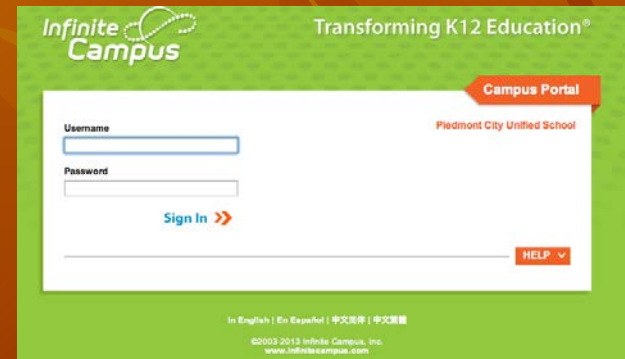 Infinite Campus
Transforming K12 Education®
Campus Portal
Piedmont City Unified School
Username
Password
Sign In
HELP
In English | En Español | 中文简体 | 中文繁體
©2003-2013 Infinite Campus, Inc.
www.infinitecampus.com